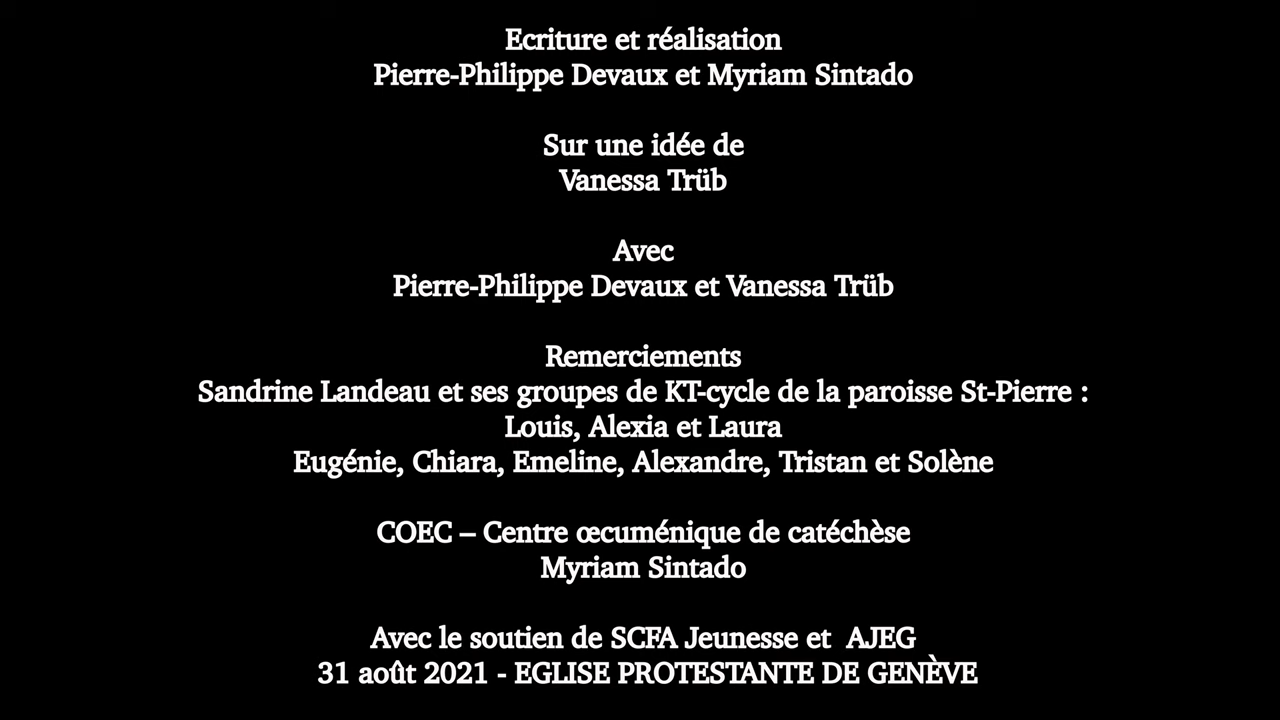 Ecriture et réalisation
Pierre-Philippe Devaux et Myriam Sintado
Sur une idée de
Vanessa Trüb
Avec
Pierre-Philippe Devaux et Vanessa Trüb
Remerciements
Sandrine Landeau et ses groupes de KT-cycle de la paroisse St-Pierre :
Louis, Alexia et Laura
Eugénie, Chiara, Emeline, Alexandre, Tristan et Solène
COEC – Centre œcuménique de catéchèse
Myriam Sintado
Avec le soutien de SCFA Jeunesse et  AJEG
31 août 2021 - EGLISE PROTESTANTE DE GENÈVE